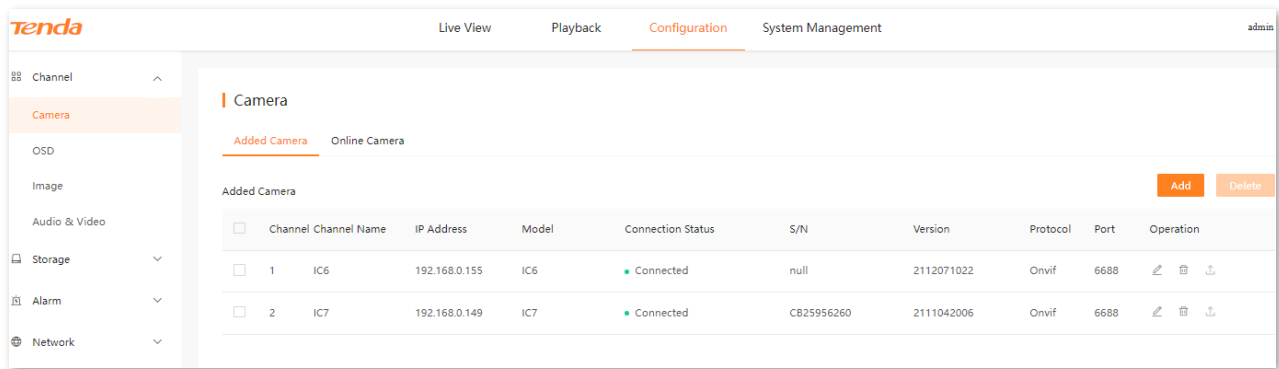 Tenda Live View Playback Configuration System Management admin
Channel
Camera
OSD
Image
Audio & Video
Storage
Alarm
Network
Camera
Added Camera Online Camera
Added Camera Add Delete
Channel Channel Name IP Address Model Connection Status S/N Version Protocol Port Operation
1 IC6 192.168.0.155 IC6 Connected null 2112071022 Onvif 6688
2 IC7 192.168.0.149 IC7 Connected CB25956260 2111042006 Onvif 6688